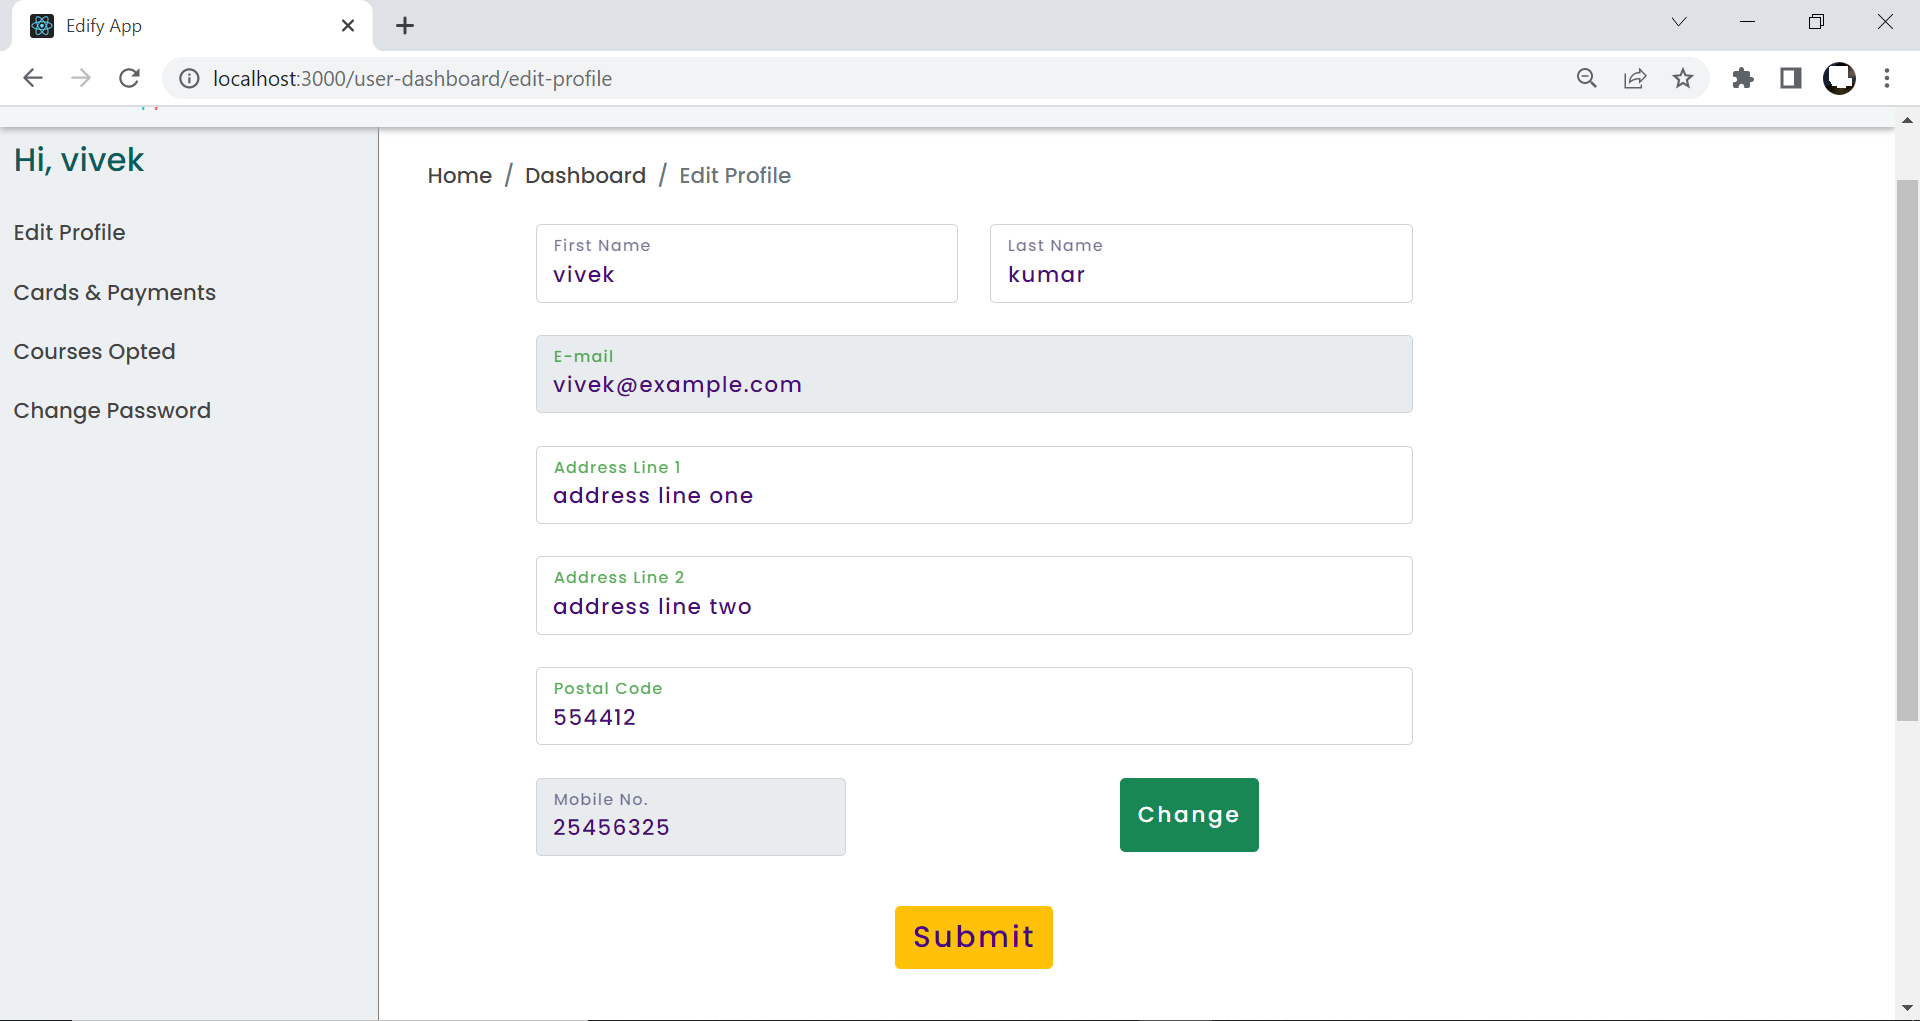 Edify App
localhost:3000/user-dashboard/edit-profile
Hi, vivek
Edit Profile
Cards & Payments
Courses Opted
Change Password
Home / Dashboard / Edit Profile
First Name
vivek
Last Name
kumar
E-mail
vivek@example.com
Address Line 1
address line one
Address Line 2
address line two
Postal Code
554412
Mobile No.
25456325
Change
Submit